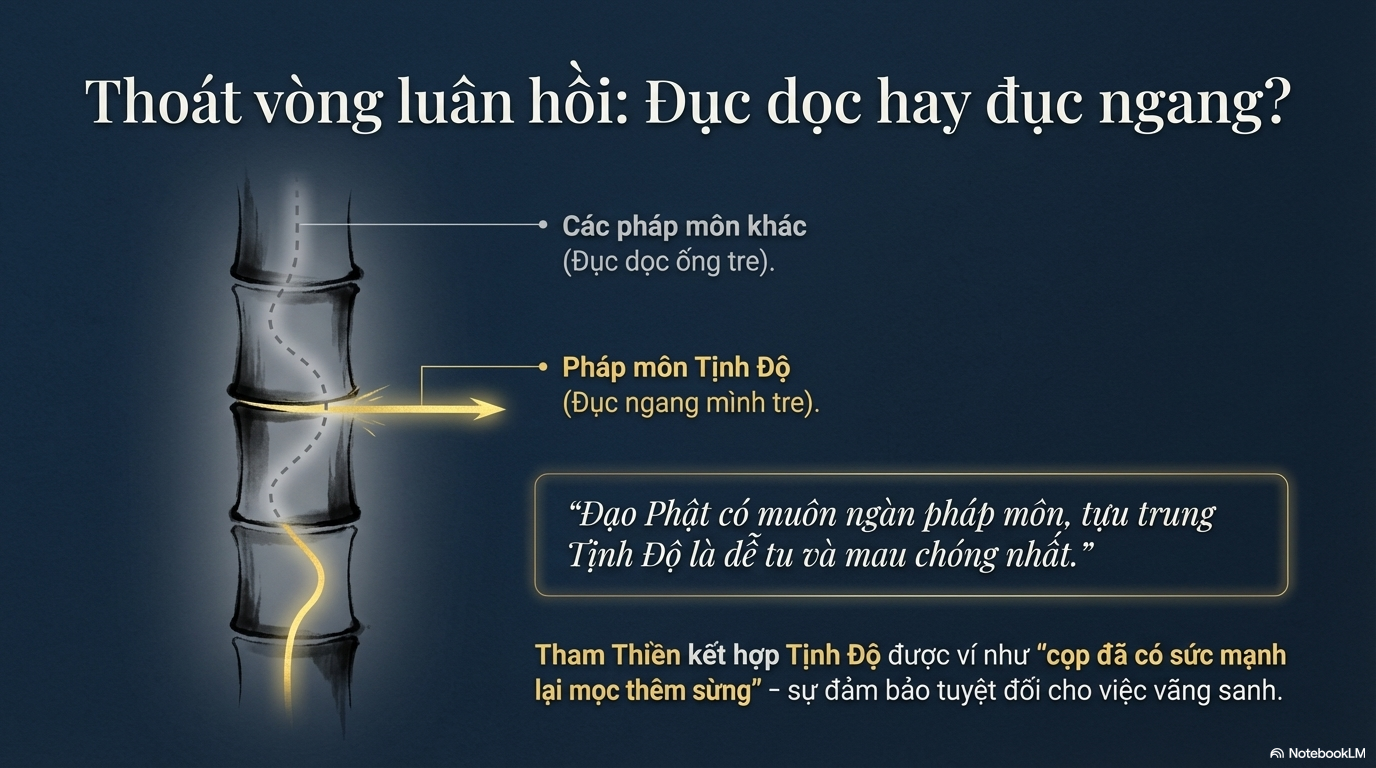 Thoát vòng luân hồi: Đục dọc hay đục ngang?
Các pháp môn khác
(Đục dọc ống tre).
Pháp môn Tịnh Độ
(Đục ngang mình tre).
“Đạo Phật có muôn ngàn pháp môn, tựu trung
Tịnh Độ là dễ tu và mau chóng nhất.”
Tham Thiền kết hợp Tịnh Độ được ví như “cọp đã có sức mạnh
lại mọc thêm sừng” – sự đảm bảo tuyệt đối cho việc vãng sanh.
NotebookLM